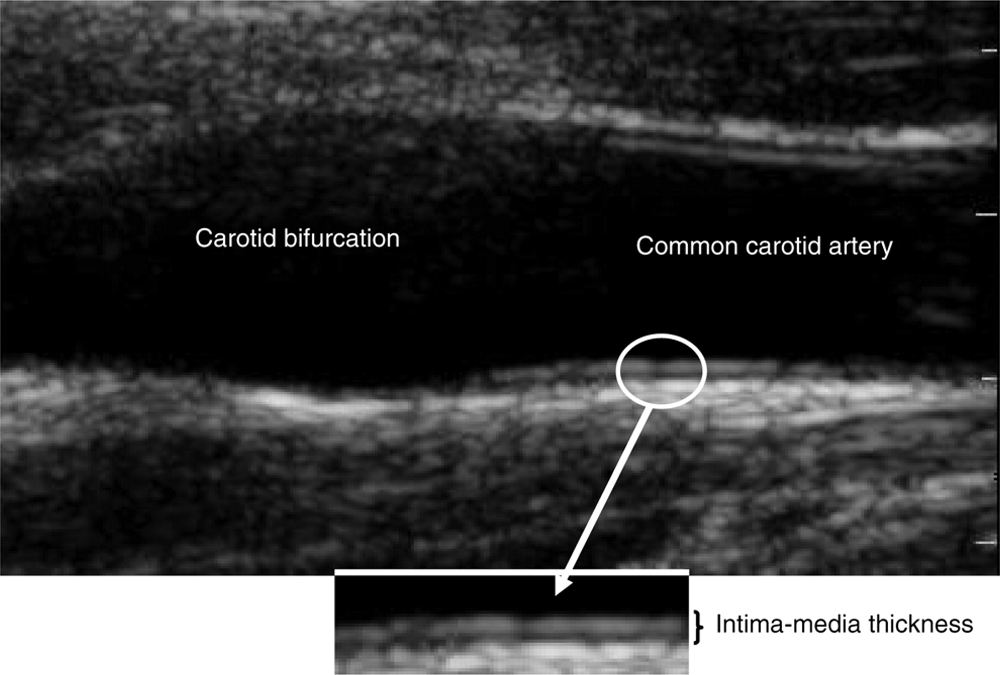 Carotid bifurcation
Common carotid artery
Intima-media thickness